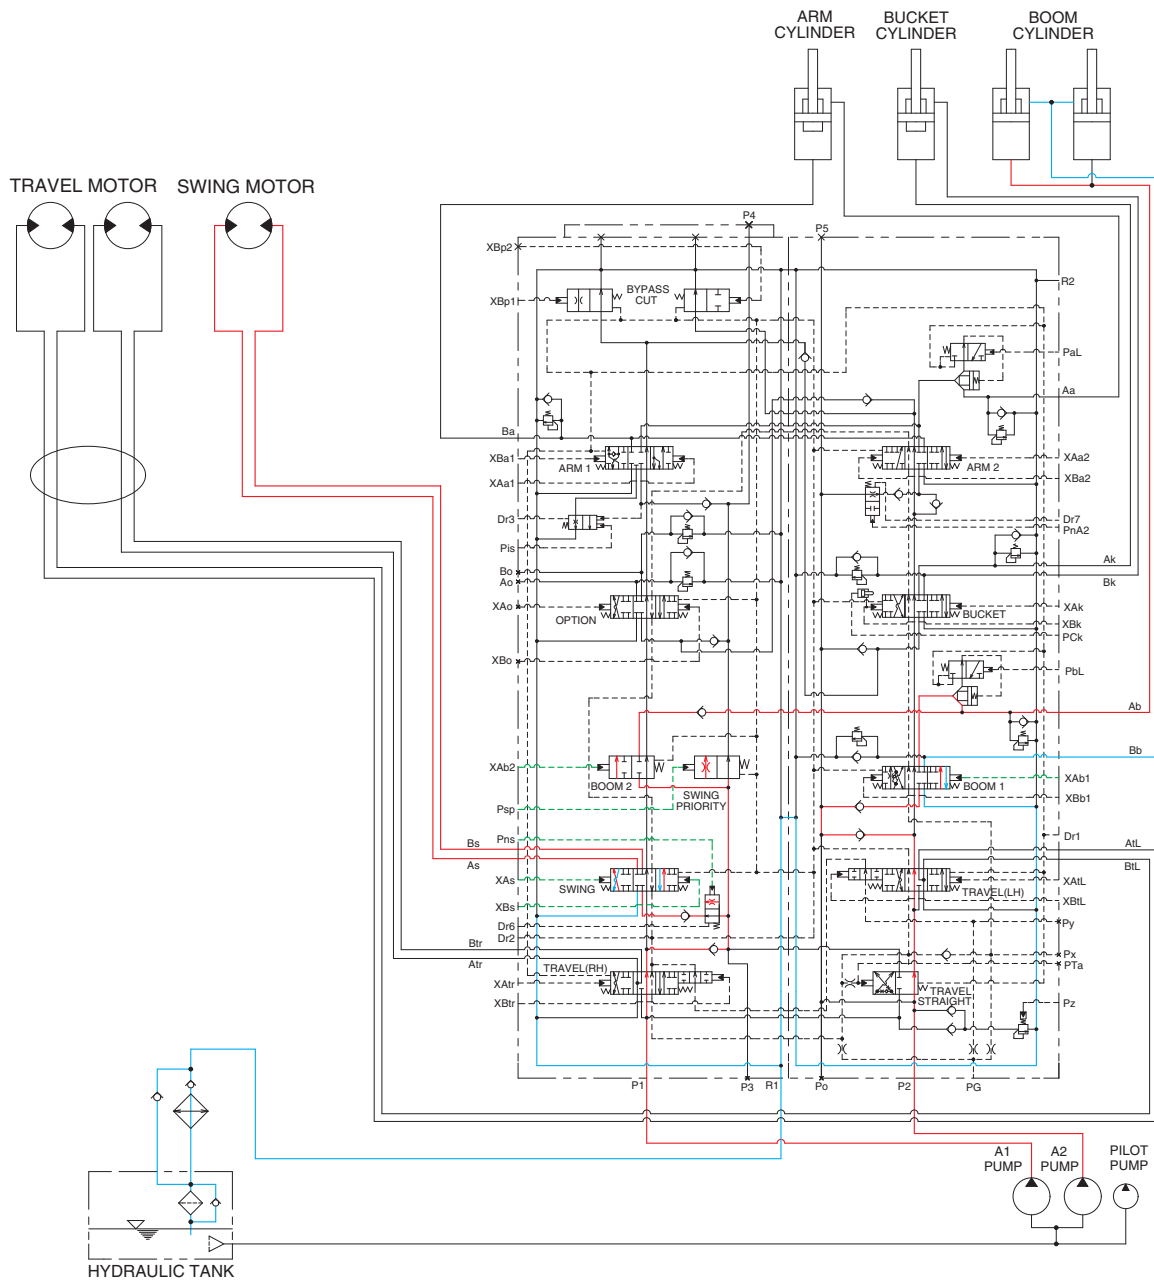 ARM
CYLINDER
BUCKET
CYLINDER
BOOM
CYLINDER
TRAVEL MOTOR
SWING MOTOR
P4
P5
XBp2
XBp1
BYPASS
CUT
R2
PaL
Aa
Ba
XBa1
ARM 1
XAa1
ARM 2
XAa2
XBa2
Dr3
Pis
Dr7
PnA2
Bo
Ao
Ak
Bk
XAo
OPTION
BUCKET
XAk
XBk
PCk
XBo
PbL
Ab
Bb
XAb2
BOOM 2
SWING
PRIORITY
BOOM 1
XAb1
XBb1
Psp
Pns
Dr1
Bs
As
AtL
BtL
XAs
SWING
XBs
TRAVEL(LH)
XAtL
XBtL
Dr6
Dr2
Py
Btr
Atr
Px
PTa
TRAVEL(RH)
XAtr
XBtr
TRAVEL
STRAIGHT
Pz
P1
P3
R1
Po
P2
PG
A1
PUMP
A2
PUMP
PILOT
PUMP
HYDRAULIC TANK